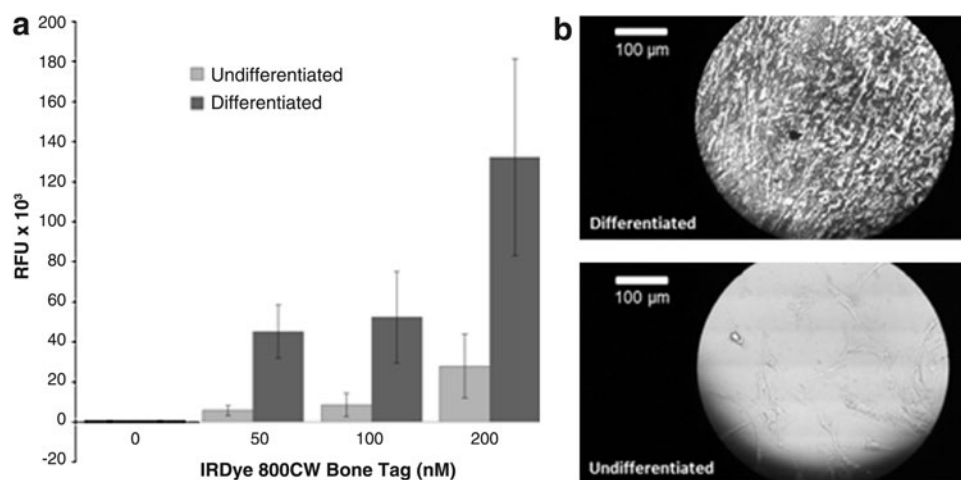 a
200
180
160
140
120
100
80
60
40
20
0
-20
RFU x 10³
Undifferentiated
Differentiated
0
50
100
200
IRDye 800CW Bone Tag (nM)
b
100 µm
Differentiated
100 µm
Undifferentiated